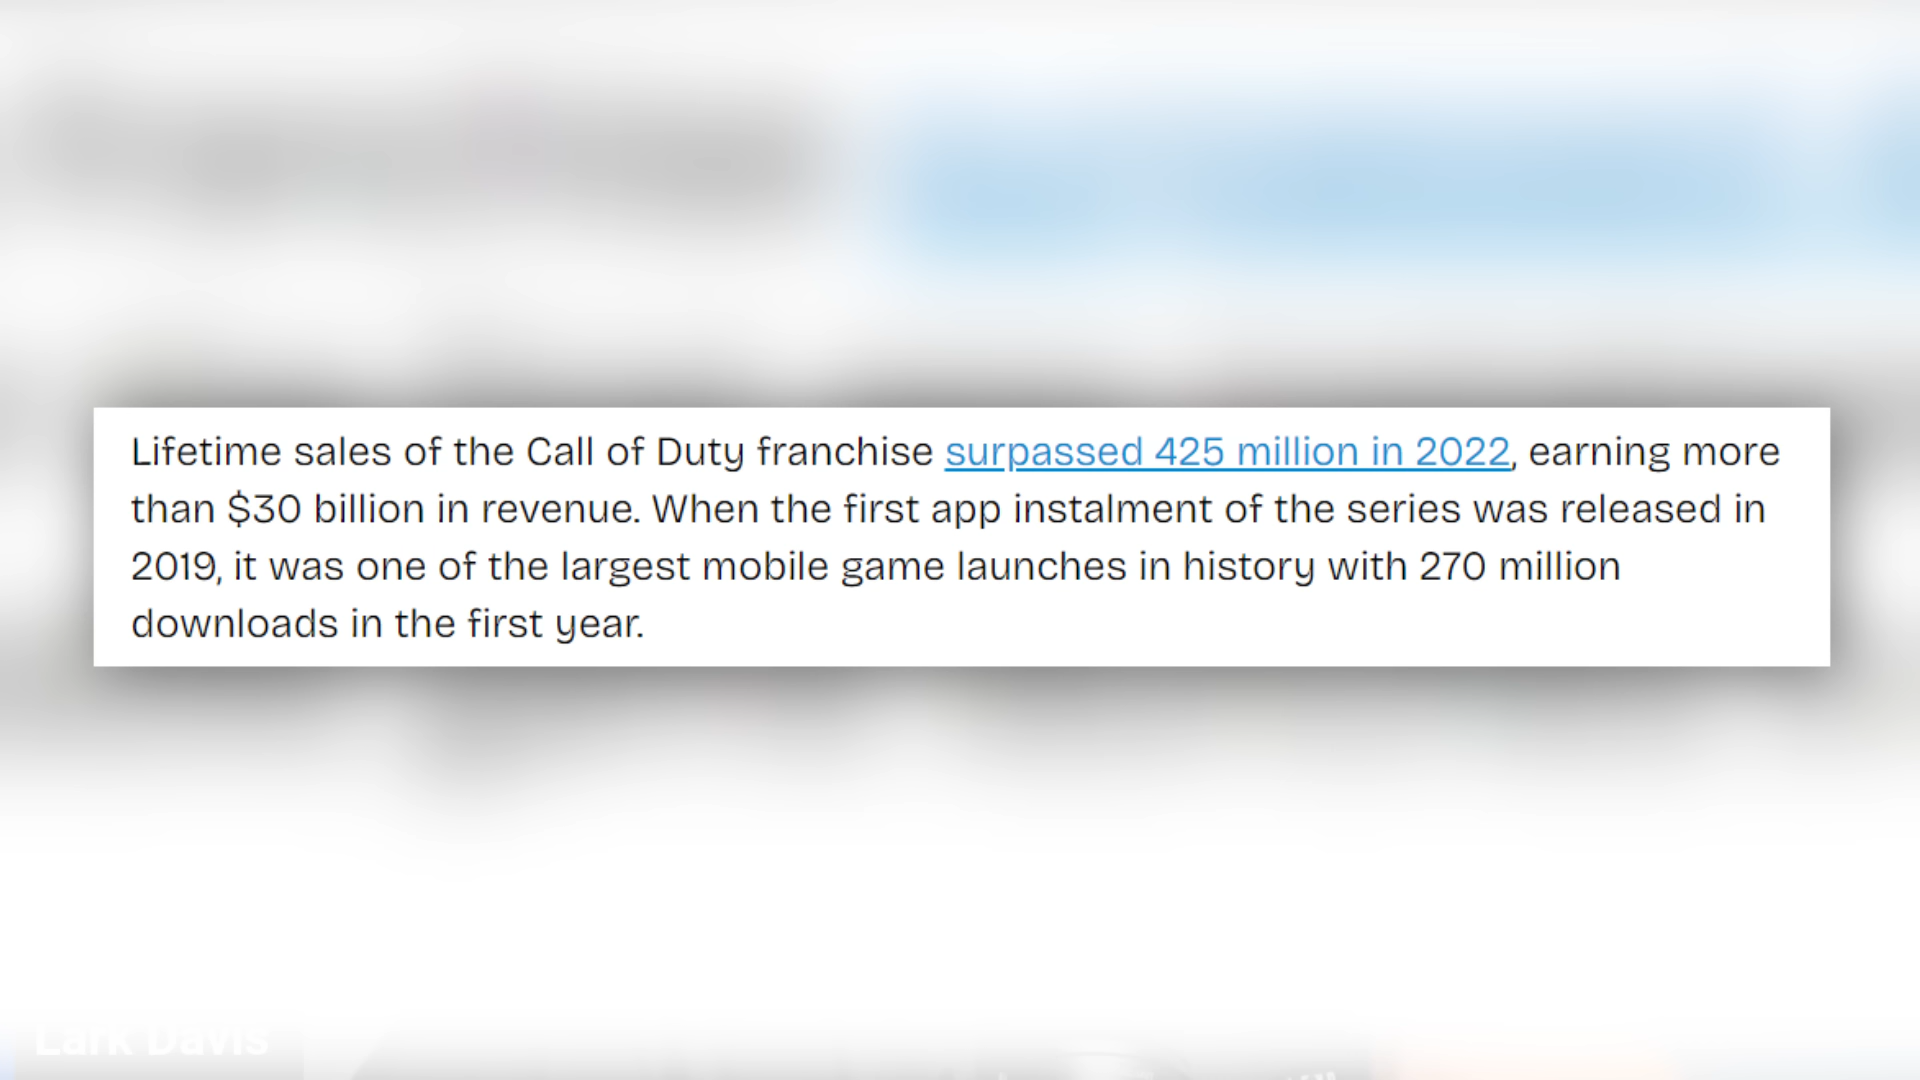 Lifetime sales of the Call of Duty franchise surpassed 425 million in 2022, earning more
than $30 billion in revenue. When the first app instalment of the series was released in
2019, it was one of the largest mobile game launches in history with 270 million
downloads in the first year.
Lark Davis